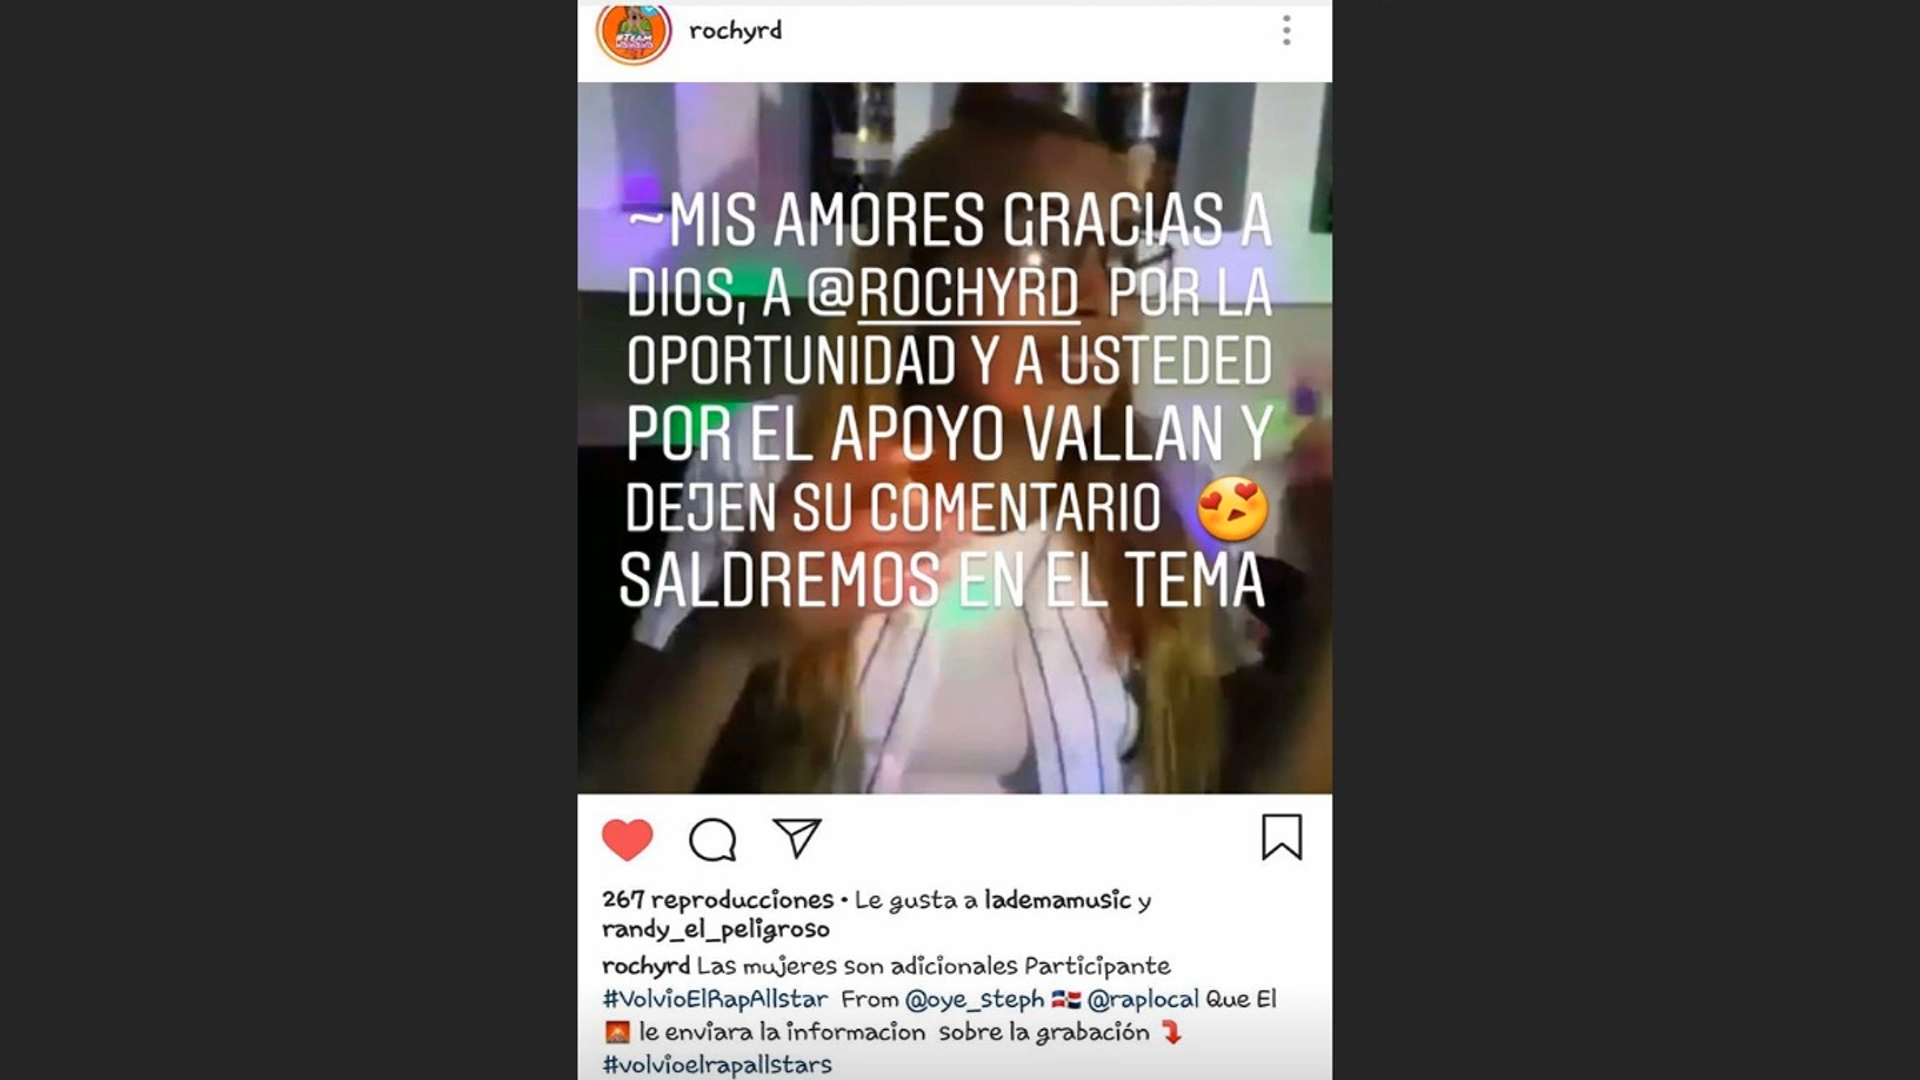 #TEAM
rochyrd
~MIS AMORES GRACIAS A
DIOS, A @ROCHYRD POR LA
OPORTUNIDAD Y A USTEDED
POR EL APOYO VALLAN Y
DEJEN SU COMENTARIO 😍
SALDREMOS EN EL TEMA
267 reproducciones • Le gusta a lademamusic y
randy_el_peligroso
rochyrd Las mujeres son adicionales Participante
#VolvioElRapAllstar From @oye_steph 🇩🇴 @raplocal Que El
🌋 le enviara la informacion sobre la grabación ⤵
#volvioelrapallstars